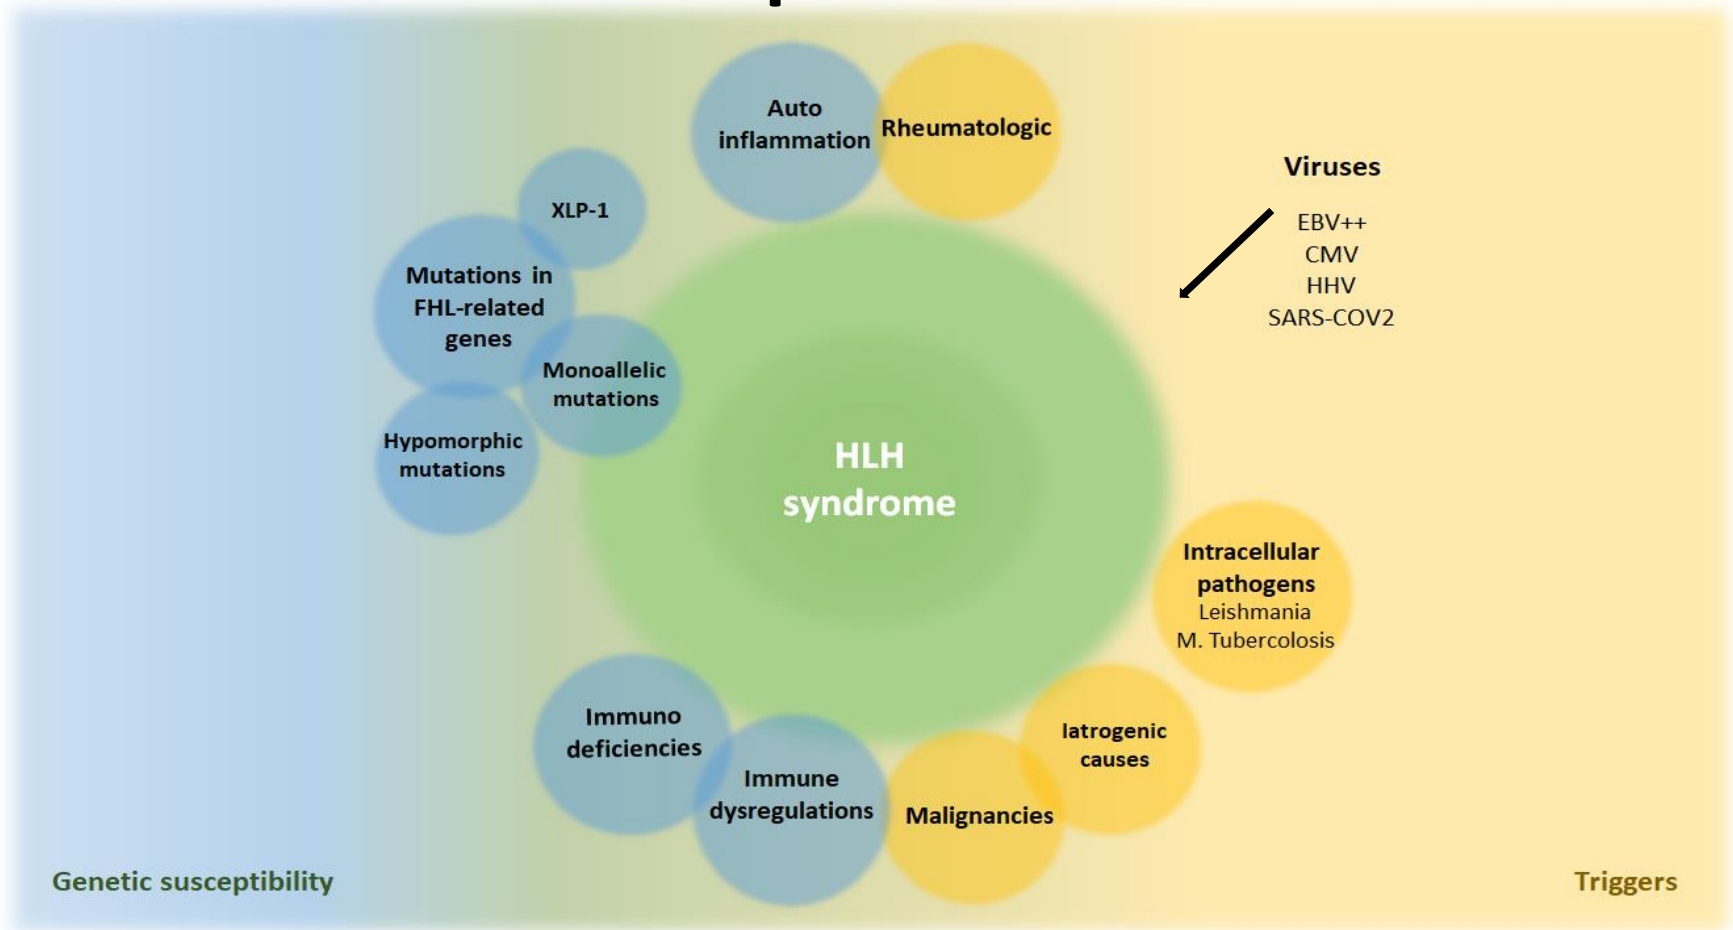 Auto
inflammation
Rheumatologic
Viruses
EBV++
CMV
HHV
SARS-COV2
XLP-1
Mutations in
FHL-related
genes
Monoallelic
mutations
Hypomorphic
mutations
HLH
syndrome
Intracellular
pathogens
Leishmania
M. Tubercolosis
Immuno
deficiencies
Immune
dysregulations
Malignancies
Iatrogenic
causes
Genetic susceptibility
Triggers